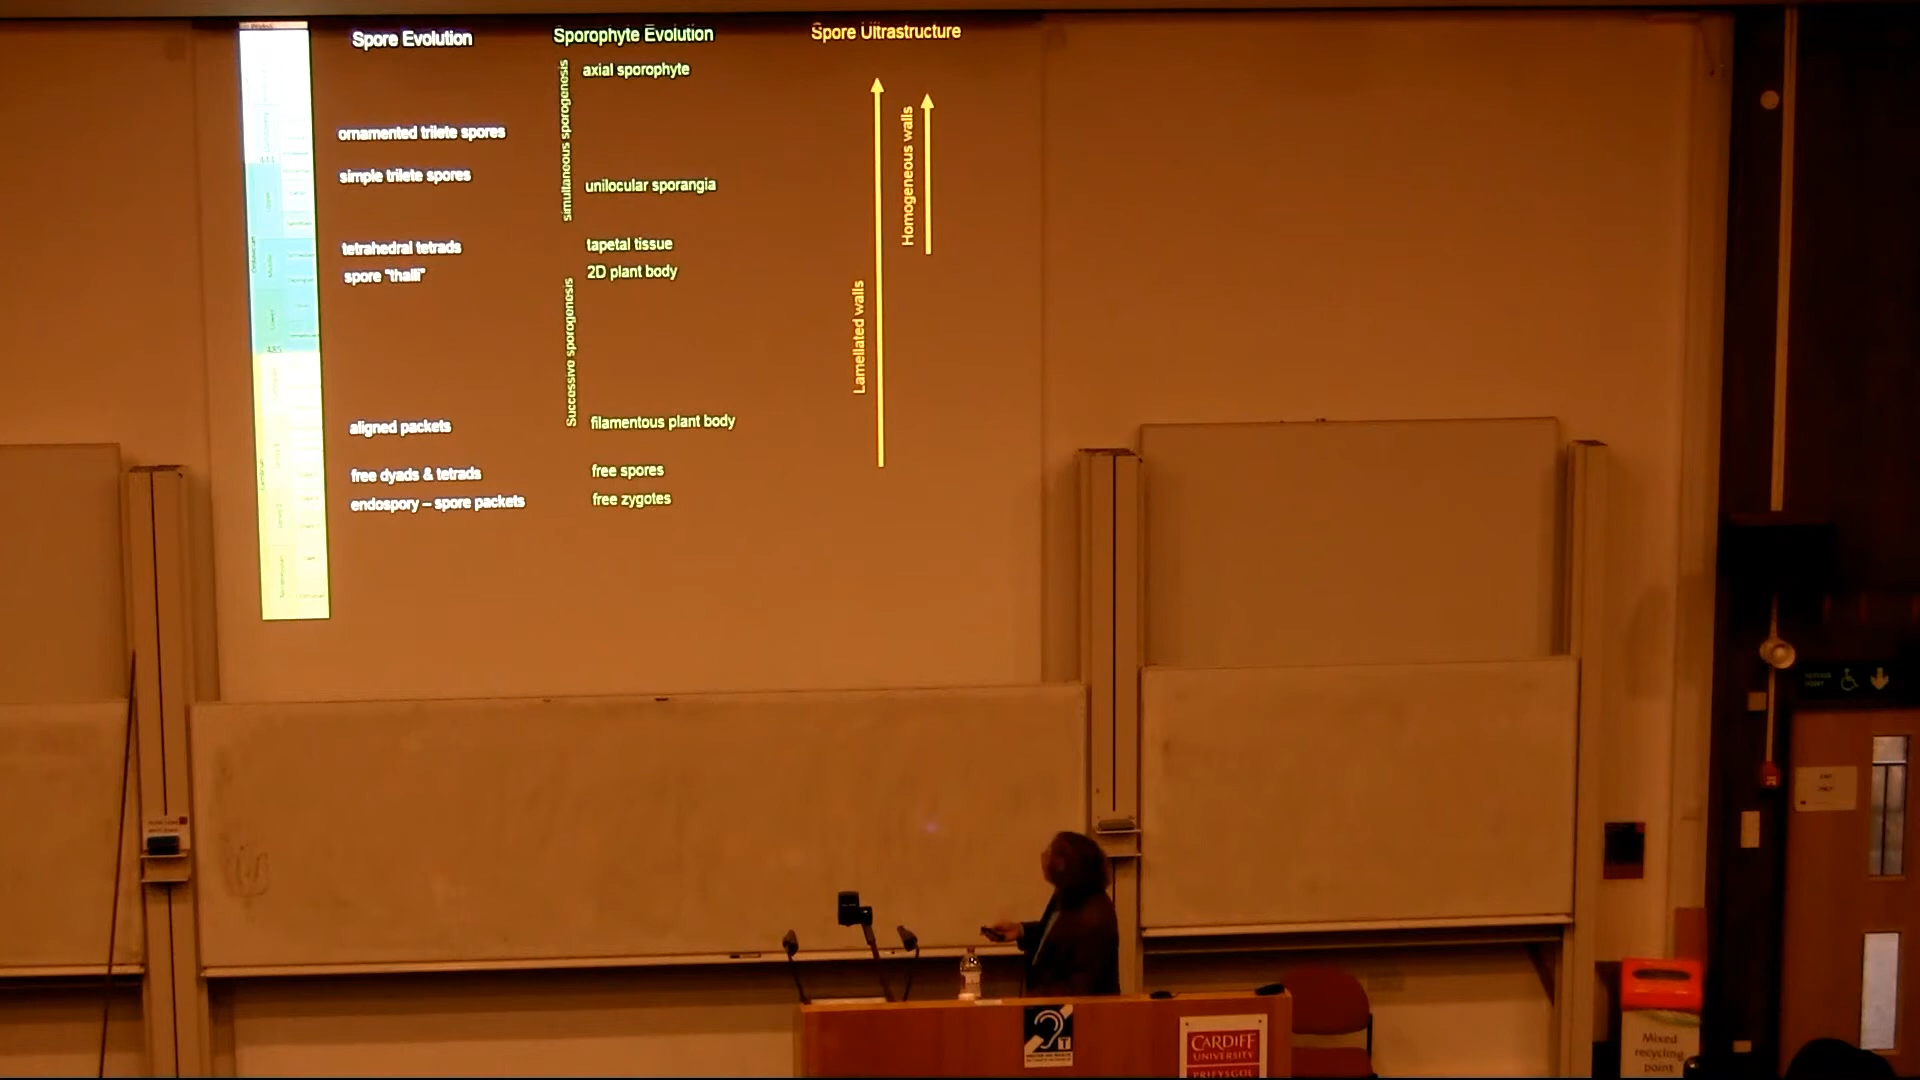 Spore Evolution
Sporophyte Evolution
Spore Ultrastructure
axial sporophyte
simultaneous sporogenesis
ornamented trilete spores
simple trilete spores
unilocular sporangia
Homogeneous walls
tetrahedral tetrads
tapetal tissue
spore "thalli"
2D plant body
Successive sporogenesis
Lamellated walls
aligned packets
filamentous plant body
free dyads & tetrads
free spores
endospory – spore packets
free zygotes
485
T
CARDIFF
UNIVERSITY
PRIFYSGOL
Mixed
recycling
point